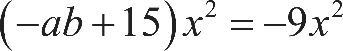 (−ab + 15)x² = −9x²